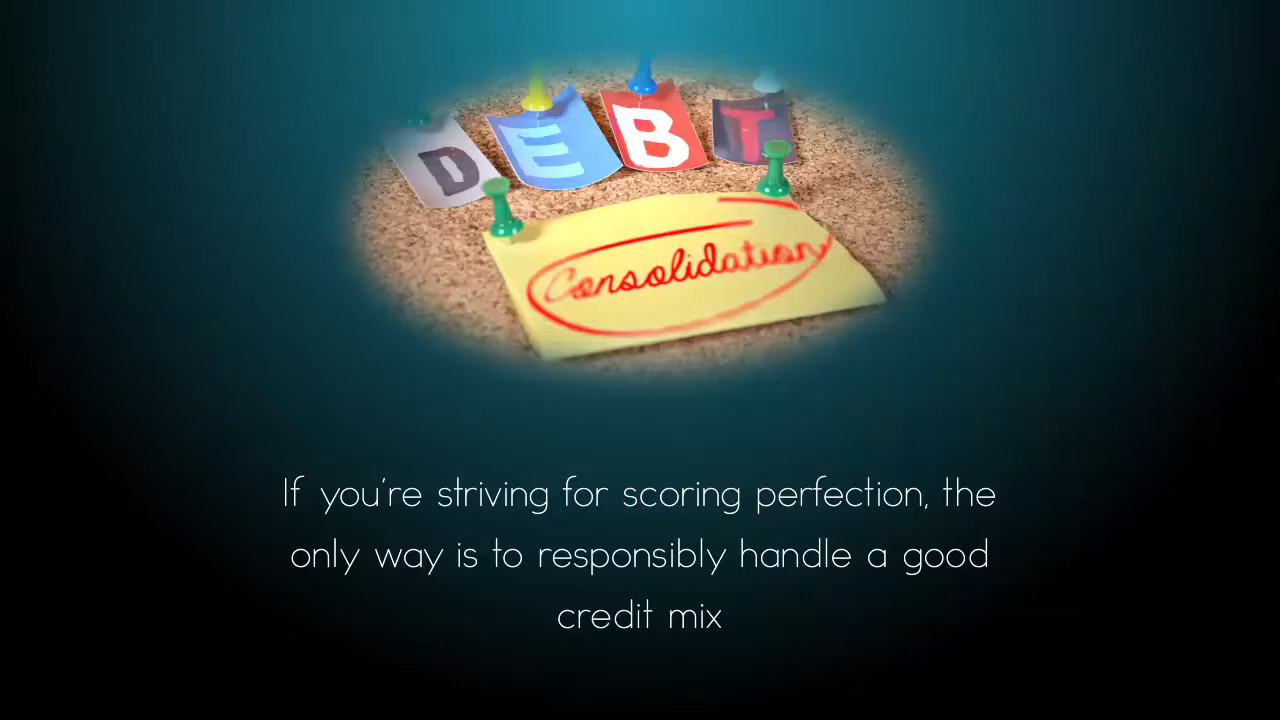 DEBT
Consolidation
If you're striving for scoring perfection, the
only way is to responsibly handle a good
credit mix